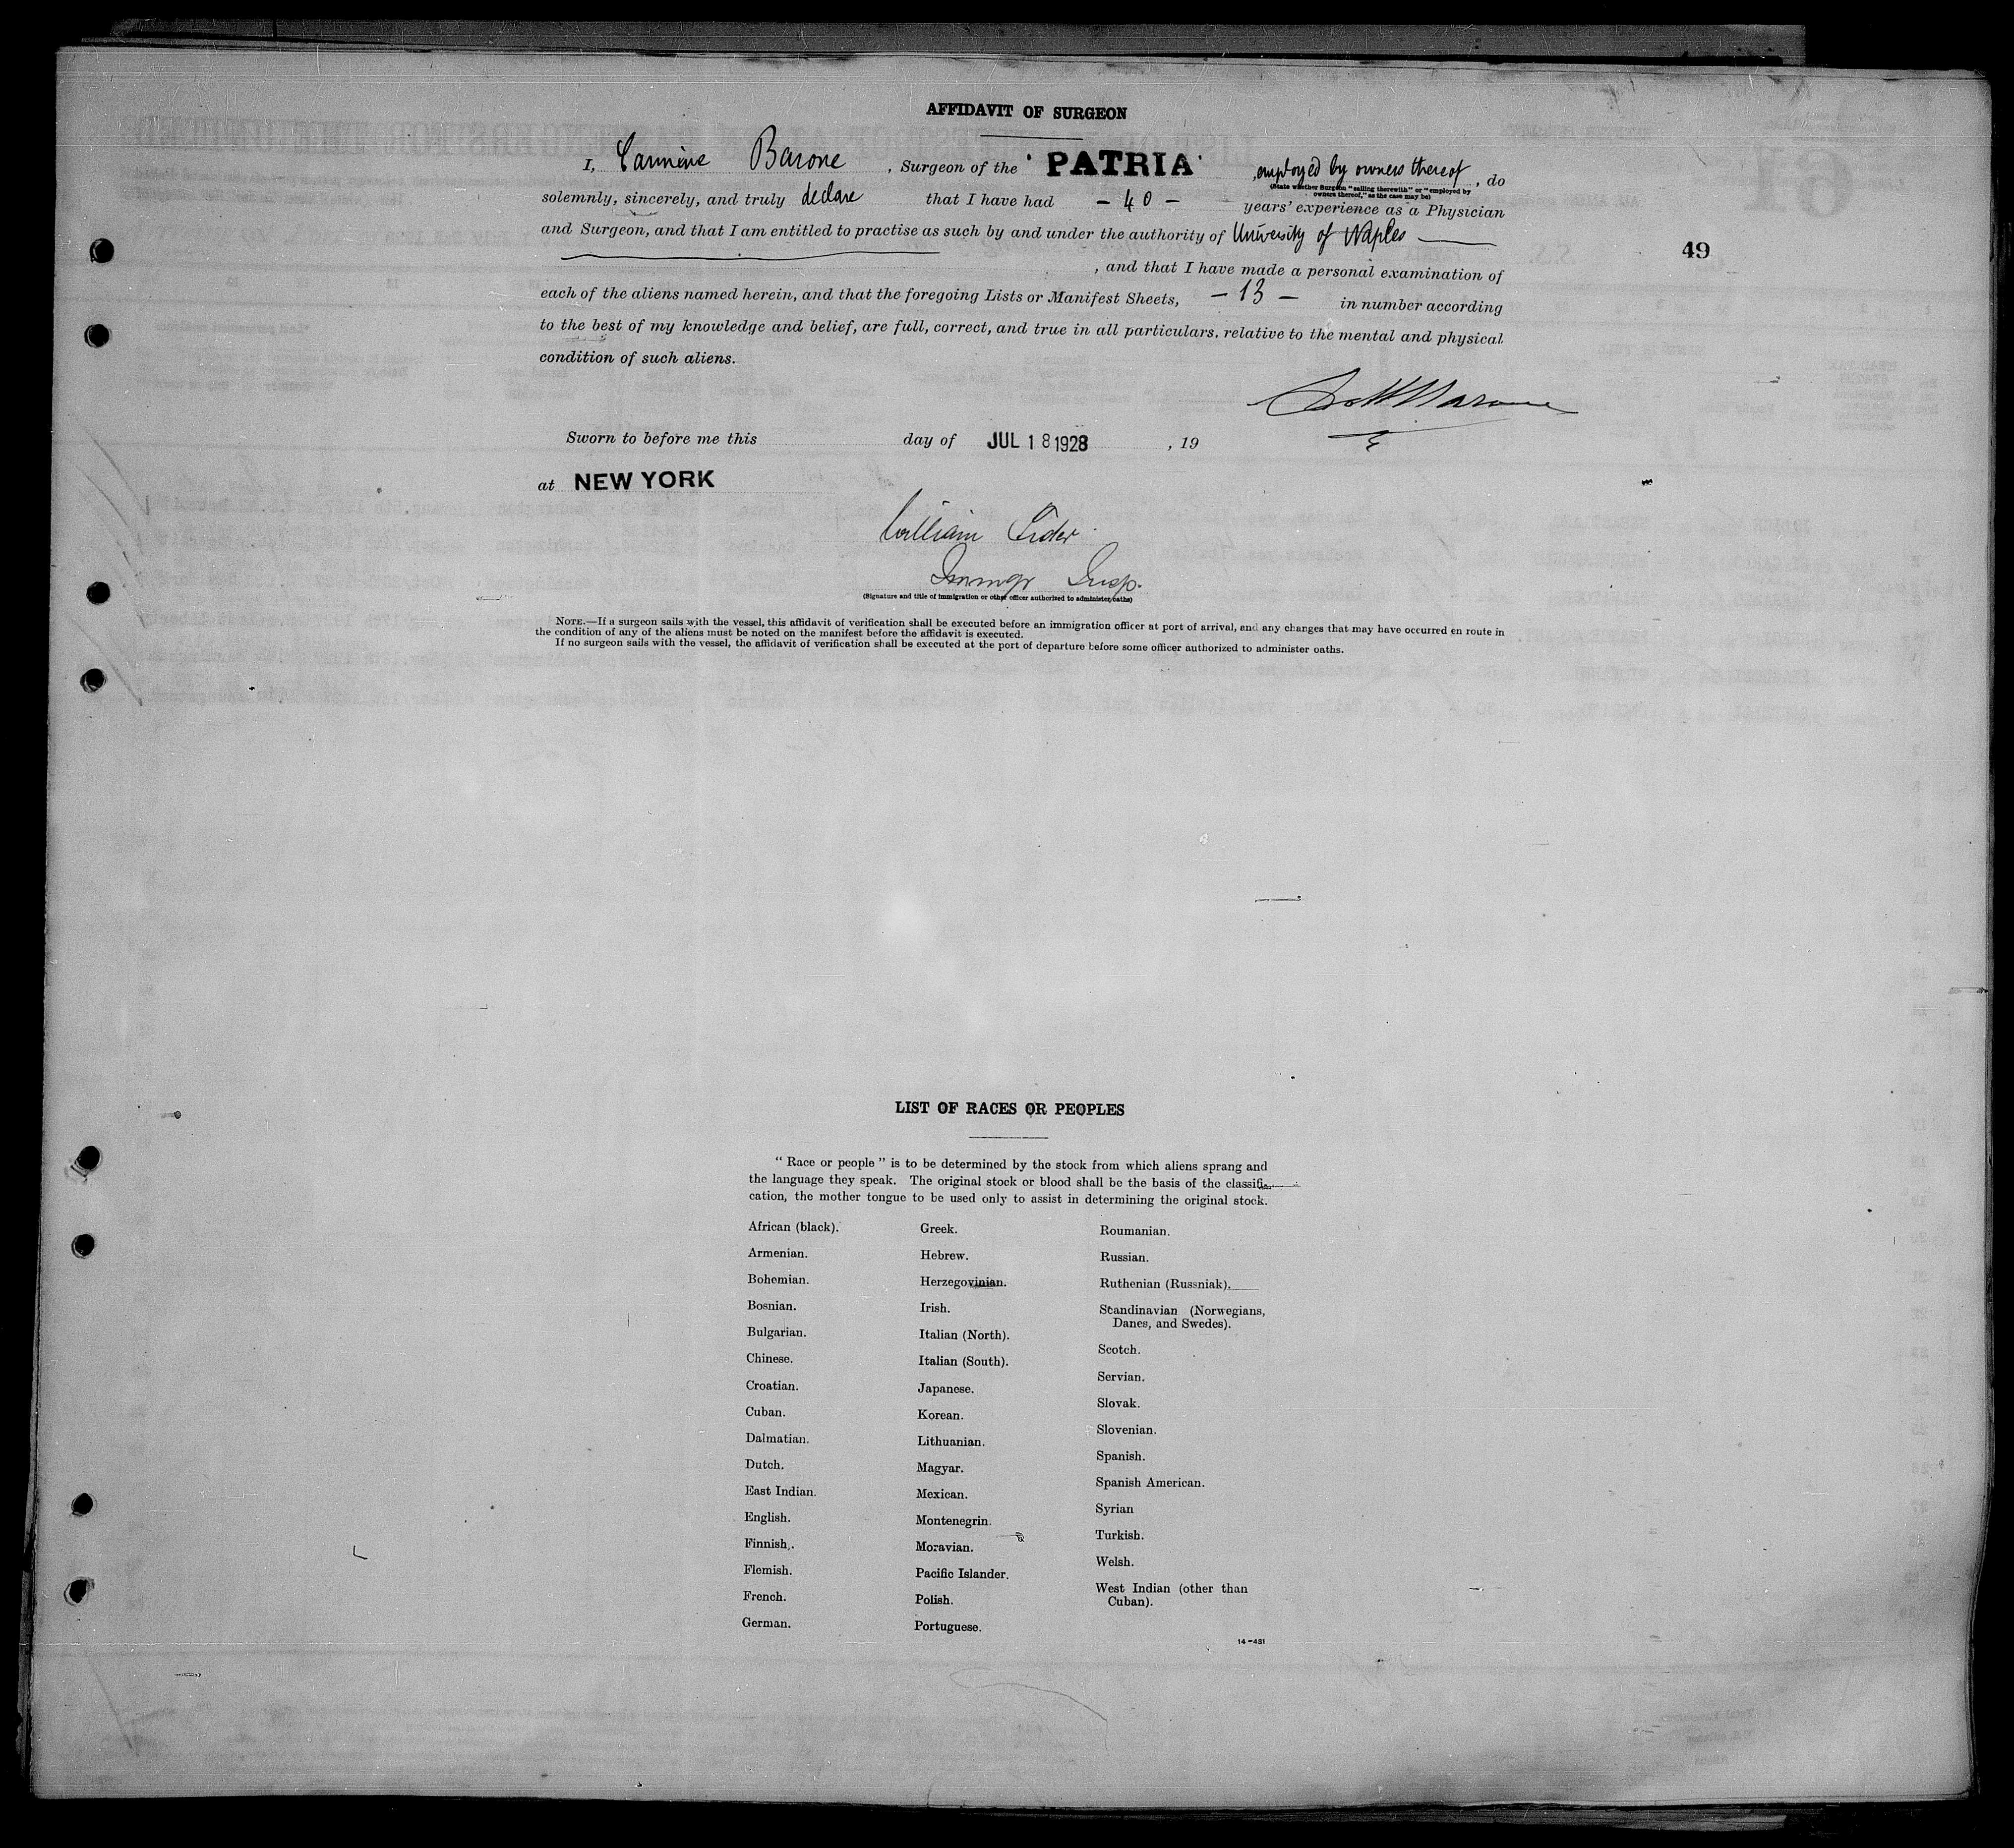 AFFIDAVIT OF SURGEON
I, Carmine Barone, Surgeon of the "PATRIA", employed by owners thereof, do
(State whether Surgeon "sailing therewith" or "employed by
owners thereof," as the case may be)
solemnly, sincerely, and truly declare that I have had - 40 - years' experience as a Physician
and Surgeon, and that I am entitled to practise as such by and under the authority of University of Naples
, and that I have made a personal examination of
each of the aliens named herein, and that the foregoing Lists or Manifest Sheets, - 13 - in number according
to the best of my knowledge and belief, are full, correct, and true in all particulars, relative to the mental and physical
condition of such aliens.
49
Sworn to before me this day of JUL 18 1928, 19
at NEW YORK
William
Immgr Insp.
(Signature and title of immigration or other officer authorized to administer oaths)
NOTE.—If a surgeon sails with the vessel, this affidavit of verification shall be executed before an immigration officer at port of arrival, and any changes that may have occurred en route in
the condition of any of the aliens must be noted on the manifest before the affidavit is executed.
If no surgeon sails with the vessel, the affidavit of verification shall be executed at the port of departure before some officer authorized to administer oaths.
LIST OF RACES OR PEOPLES
"Race or people" is to be determined by the stock from which aliens sprang and
the language they speak. The original stock or blood shall be the basis of the classifi-
cation, the mother tongue to be used only to assist in determining the original stock.
African (black).
Armenian.
Bohemian.
Bosnian.
Bulgarian.
Chinese.
Croatian.
Cuban.
Dalmatian.
Dutch.
East Indian.
English.
Finnish.
Flemish.
French.
German.
Greek.
Hebrew.
Herzegovinian.
Irish.
Italian (North).
Italian (South).
Japanese.
Korean.
Lithuanian.
Magyar.
Mexican.
Montenegrin.
Moravian.
Pacific Islander.
Polish.
Portuguese.
Roumanian.
Russian.
Ruthenian (Russniak).
Scandinavian (Norwegians,
Danes, and Swedes).
Scotch.
Servian.
Slovak.
Slovenian.
Spanish.
Spanish American.
Syrian
Turkish.
Welsh.
West Indian (other than
Cuban).
14-431